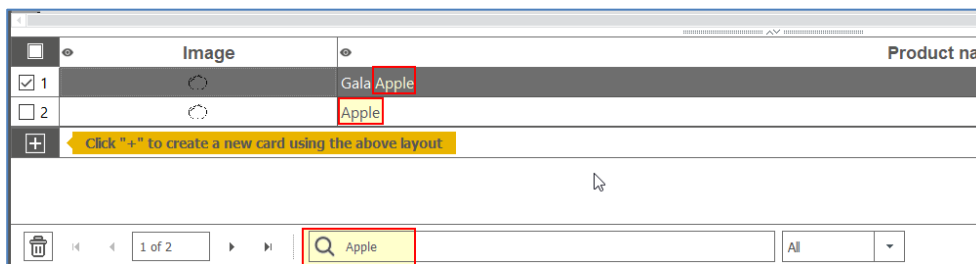 Image Product na
1 Gala Apple
2 Apple
Click "+" to create a new card using the above layout
1 of 2 Apple All